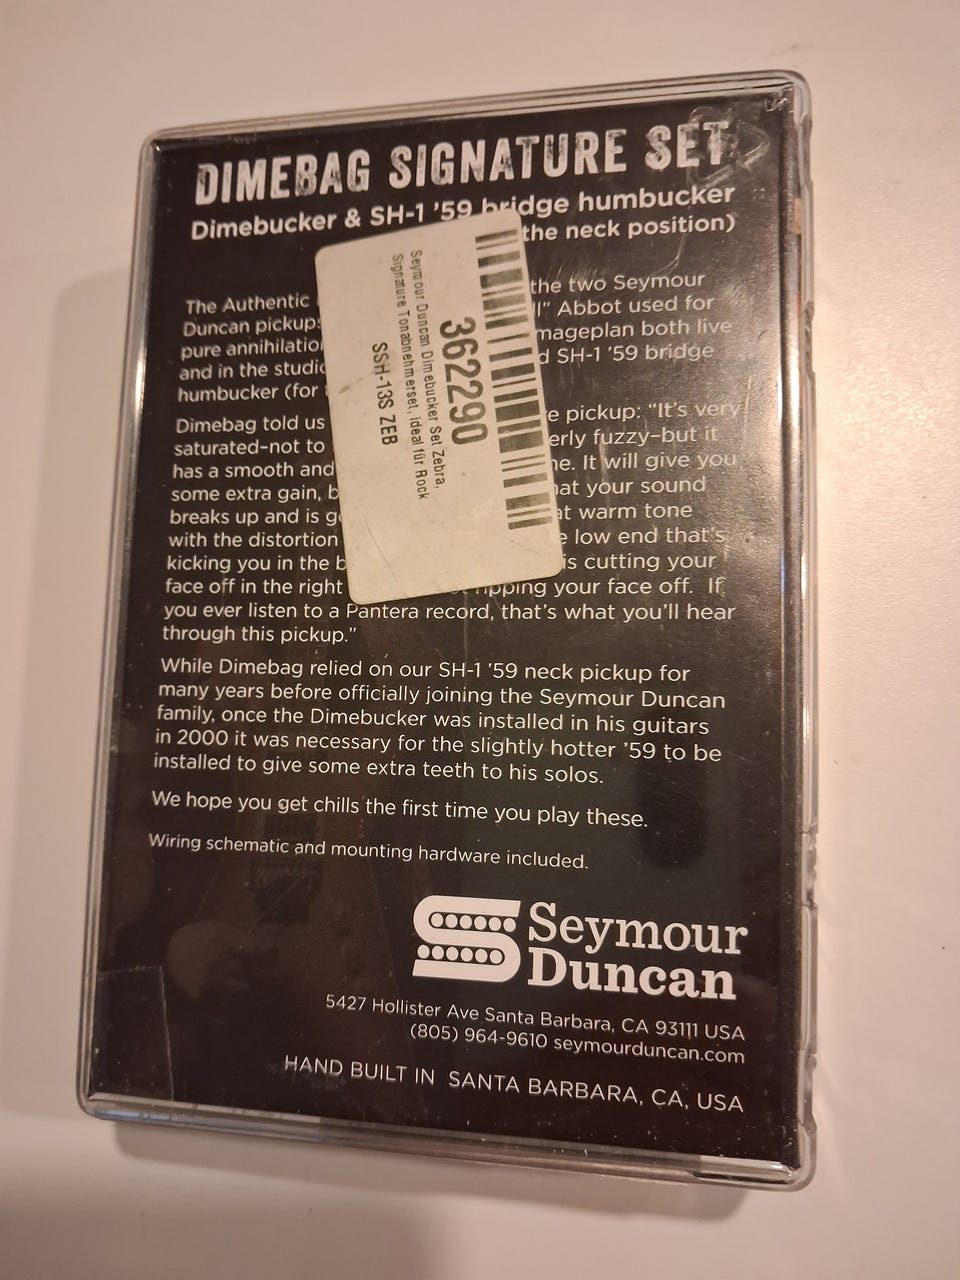 DIMEBAG SIGNATURE SET
Dimebucker & SH-1 '59 bridge humbucker
the neck position)
The Authentic the two Seymour
Duncan pickups Abbot used for
pure annihilation both live
and in the studio SH-1 '59 bridge
humbucker (for
Dimebag told us pickup: “It's very
saturated–not to fuzzy–but it
has a smooth and It will give you
some extra gain, that your sound
breaks up and is warm tone
with the distortion low end that's
kicking you in the is cutting your
face off in the right your face off. If
you ever listen to a Pantera record, that's what you'll hear
through this pickup.”
While Dimebag relied on our SH-1 '59 neck pickup for
many years before officially joining the Seymour Duncan
family, once the Dimebucker was installed in his guitars
in 2000 it was necessary for the slightly hotter '59 to be
installed to give some extra teeth to his solos.
We hope you get chills the first time you play these.
Wiring schematic and mounting hardware included.
Seymour
Duncan
5427 Hollister Ave Santa Barbara, CA 93111 USA
(805) 964-9610 seymourduncan.com
HAND BUILT IN SANTA BARBARA, CA, USA
362290
Seymour Duncan Dimebucker Set Zebra,
Signature Tonabnehmerset, ideal für Rock
SSH-13S ZEB